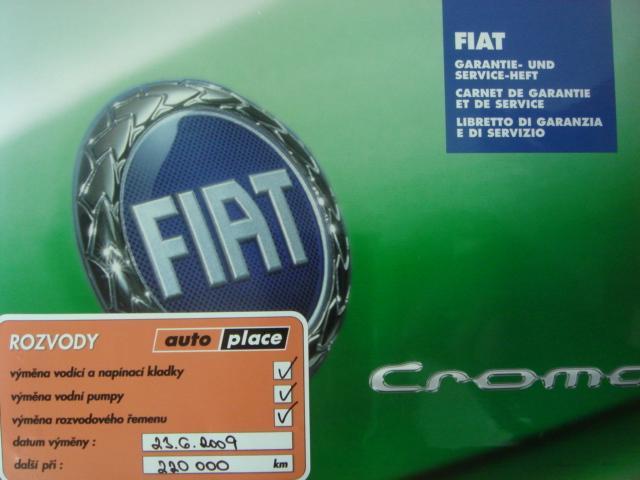 FIAT
GARANTIE- UND
SERVICE-HEFT
CARNET DE GARANTIE
ET DE SERVICE
LIBRETTO DI GARANZIA
E DI SERVIZIO
FIAT
Croma
ROZVODY auto place
výměna vodící a napínací kladky
výměna vodní pumpy
výměna rozvodového řemenu
datum výměny : 23.6.2009
další při : 220 000 km